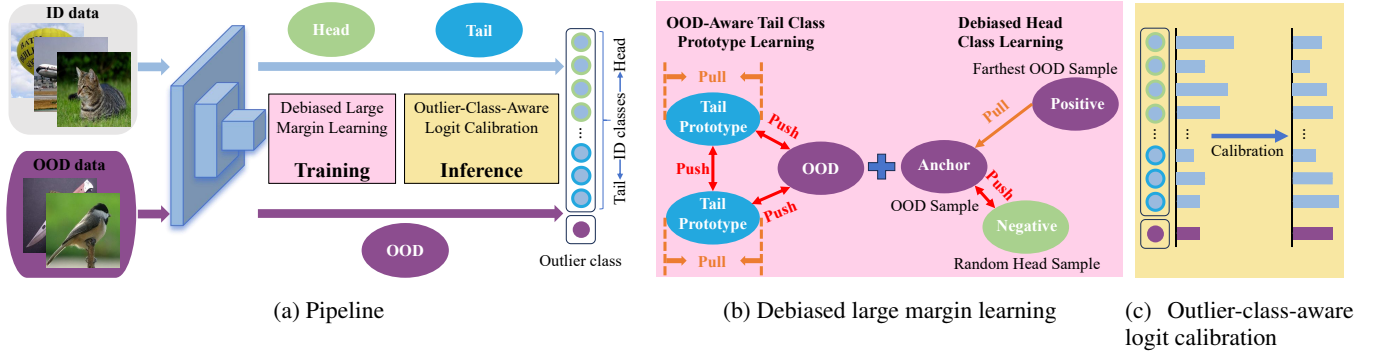 ID data
OOD data
Head
Tail
Debiased Large
Margin Learning
Training
Outlier-Class-Aware
Logit Calibration
Inference
OOD
Tail
ID classes
Head
...
Outlier class
(a) Pipeline
OOD-Aware Tail Class
Prototype Learning
Pull
Tail
Prototype
Push
Push
OOD
Push
Tail
Prototype
Pull
Debiased Head
Class Learning
Farthest OOD Sample
Positive
Pull
Anchor
OOD Sample
Push
Negative
Random Head Sample
(b) Debiased large margin learning
...
...
...
Calibration
(c) Outlier-class-aware
logit calibration